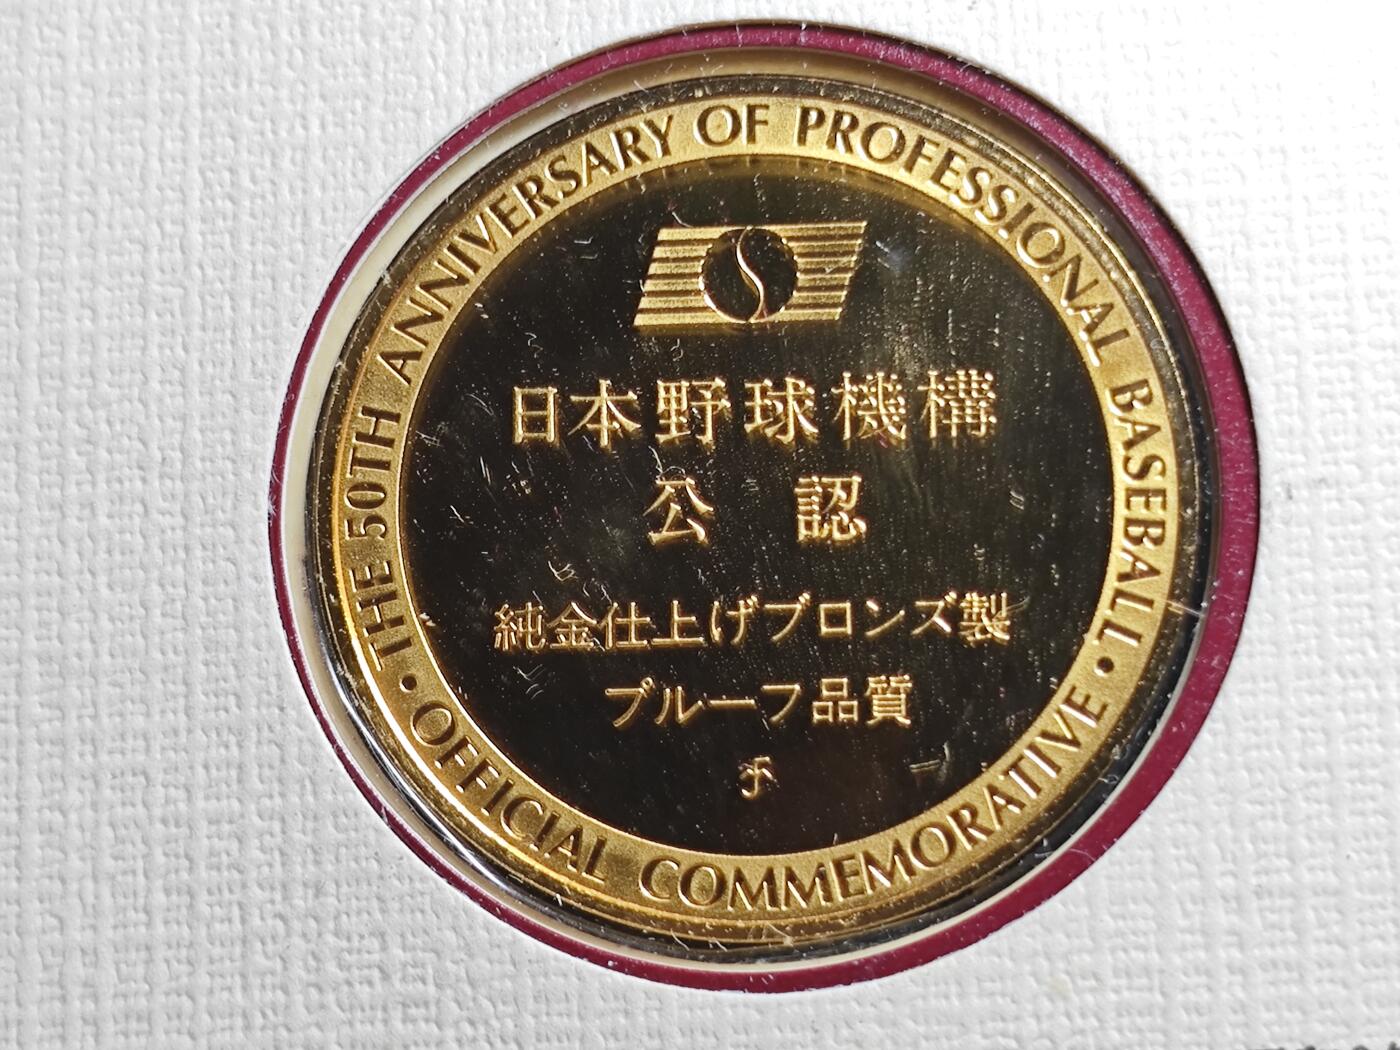 THE 50TH ANNIVERSARY OF PROFESSIONAL BASEBALL
日本野球機構
公認
純金仕上げブロンズ製
プルーフ品質
• OFFICIAL COMMEMORATIVE •